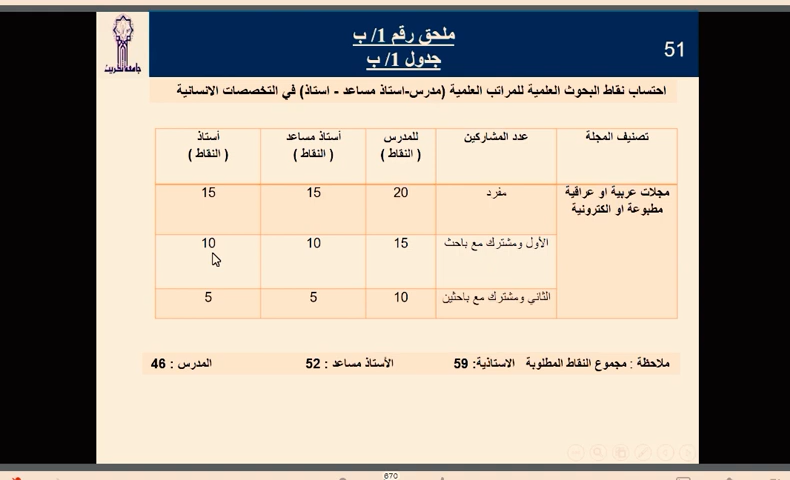 ملحق رقم 1/ ب
جدول 1/ ب
51
جامعة تكريت
احتساب نقاط البحوث العلمية للمراتب العلمية (مدرس-استاذ مساعد - استاذ) في التخصصات الانسانية
تصنيف المجلة عدد المشاركين للمدرس (النقاط ) أستاذ مساعد ( النقاط ) أستاذ ( النقاط )
مجلات عربية او عراقية مطبوعة او الكترونية مفرد 20 15 15
الأول ومشترك مع باحث 15 10 10
الثاني ومشترك مع باحثين 10 5 5
ملاحظة : مجموع النقاط المطلوبة الاستاذية: 59 الأستاذ مساعد : 52 المدرس : 46
670